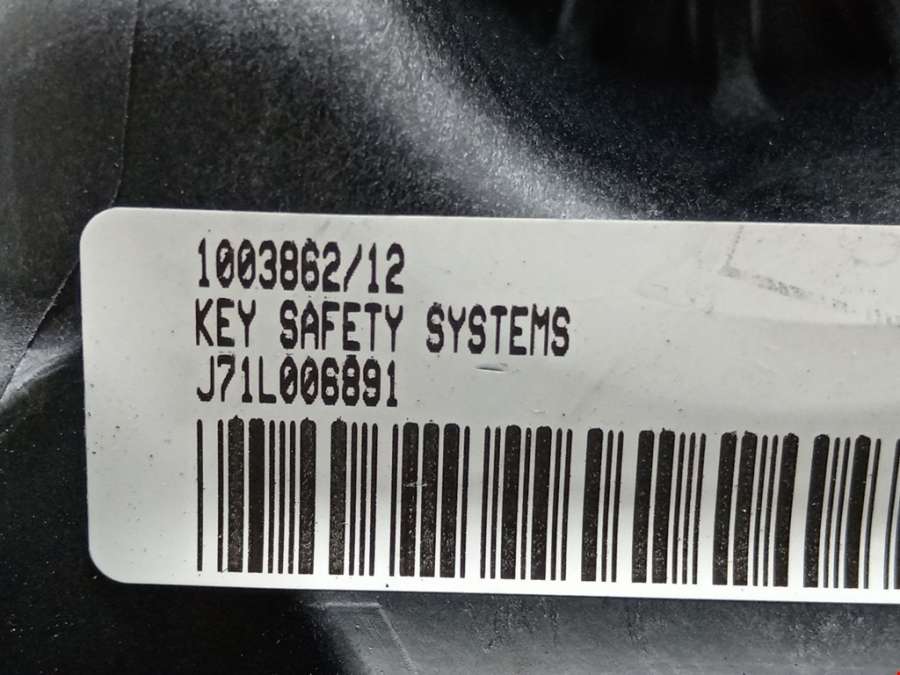 1003862/12
KEY SAFETY SYSTEMS
J71L006891